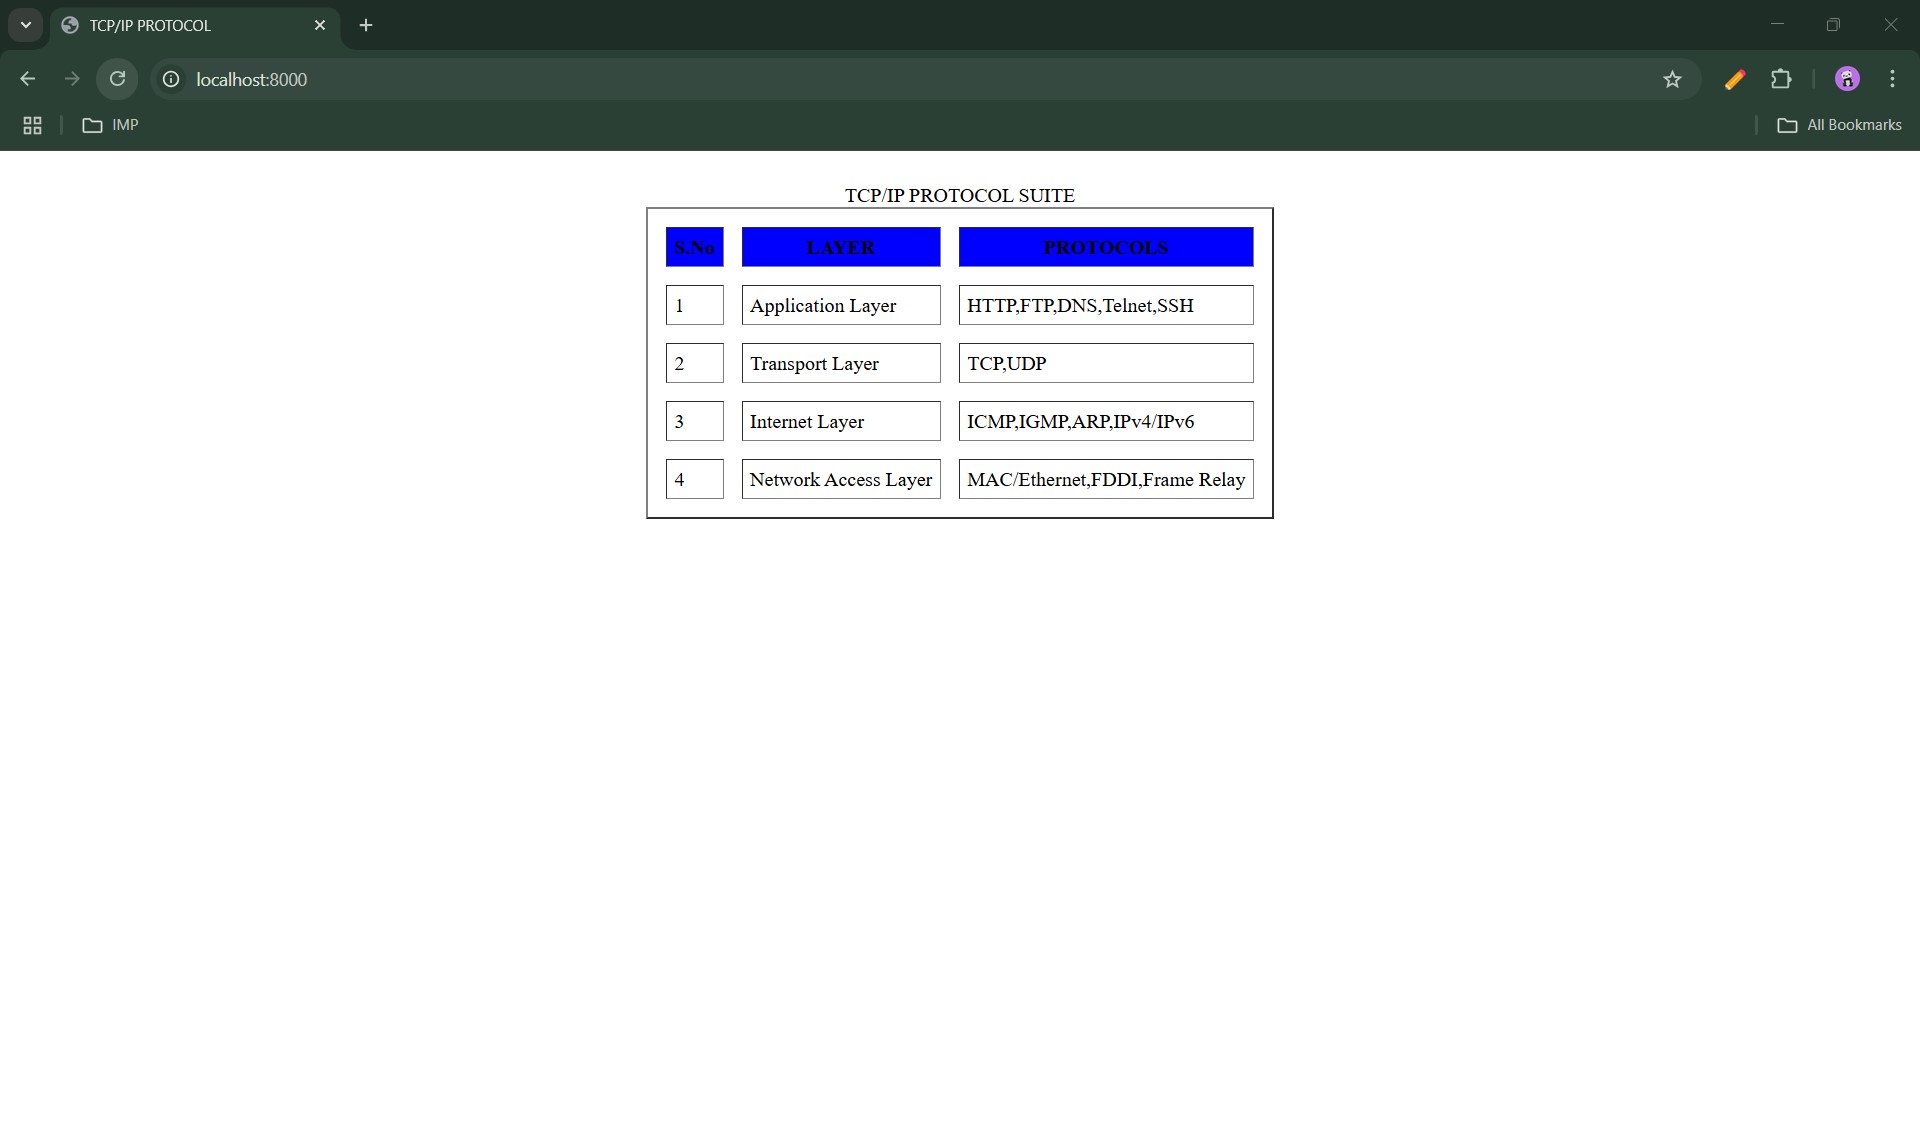 TCP/IP PROTOCOL
localhost:8000
IMP
All Bookmarks
TCP/IP PROTOCOL SUITE
S.No LAYER PROTOCOLS
1 Application Layer HTTP,FTP,DNS,Telnet,SSH
2 Transport Layer TCP,UDP
3 Internet Layer ICMP,IGMP,ARP,IPv4/IPv6
4 Network Access Layer MAC/Ethernet,FDDI,Frame Relay